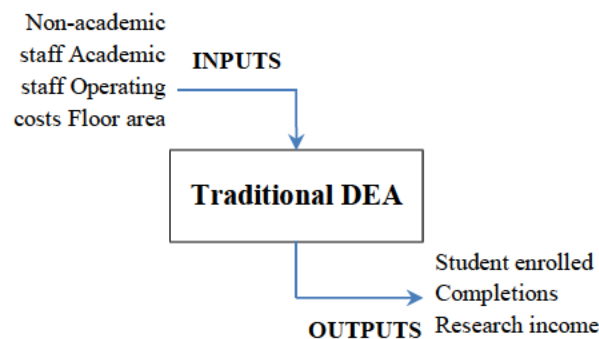 Non-academic
staff Academic
staff Operating
costs Floor area
INPUTS
Traditional DEA
Student enrolled
Completions
Research income
OUTPUTS